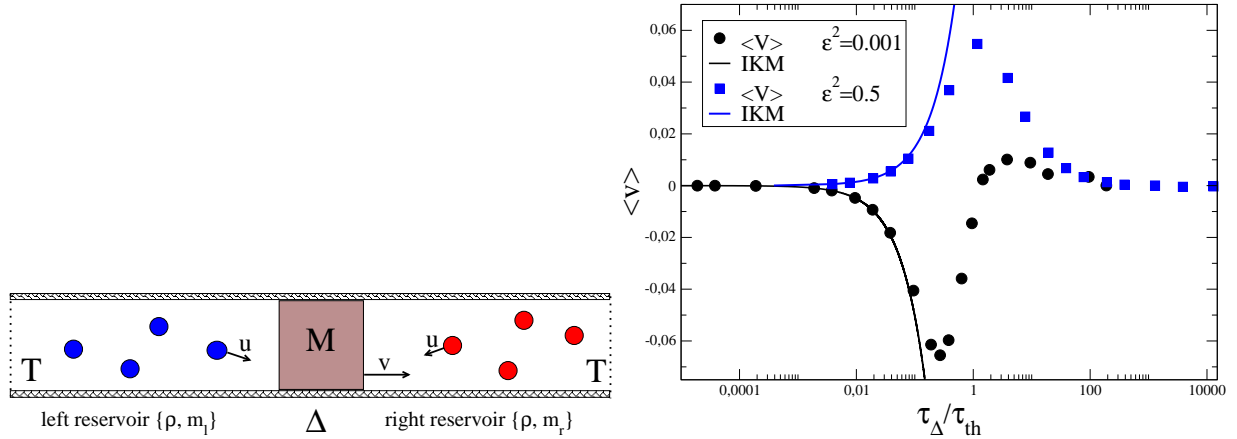 T
u
M
v
u
T
left reservoir {ρ, m_l}
Δ
right reservoir {ρ, m_r}
<V> ε²=0.001
IKM
<V> ε²=0.5
IKM
0,06
0,04
0,02
0
-0,02
-0,04
-0,06
<v>
0,0001 0,01 1 100 10000
τ_Δ/τ_th